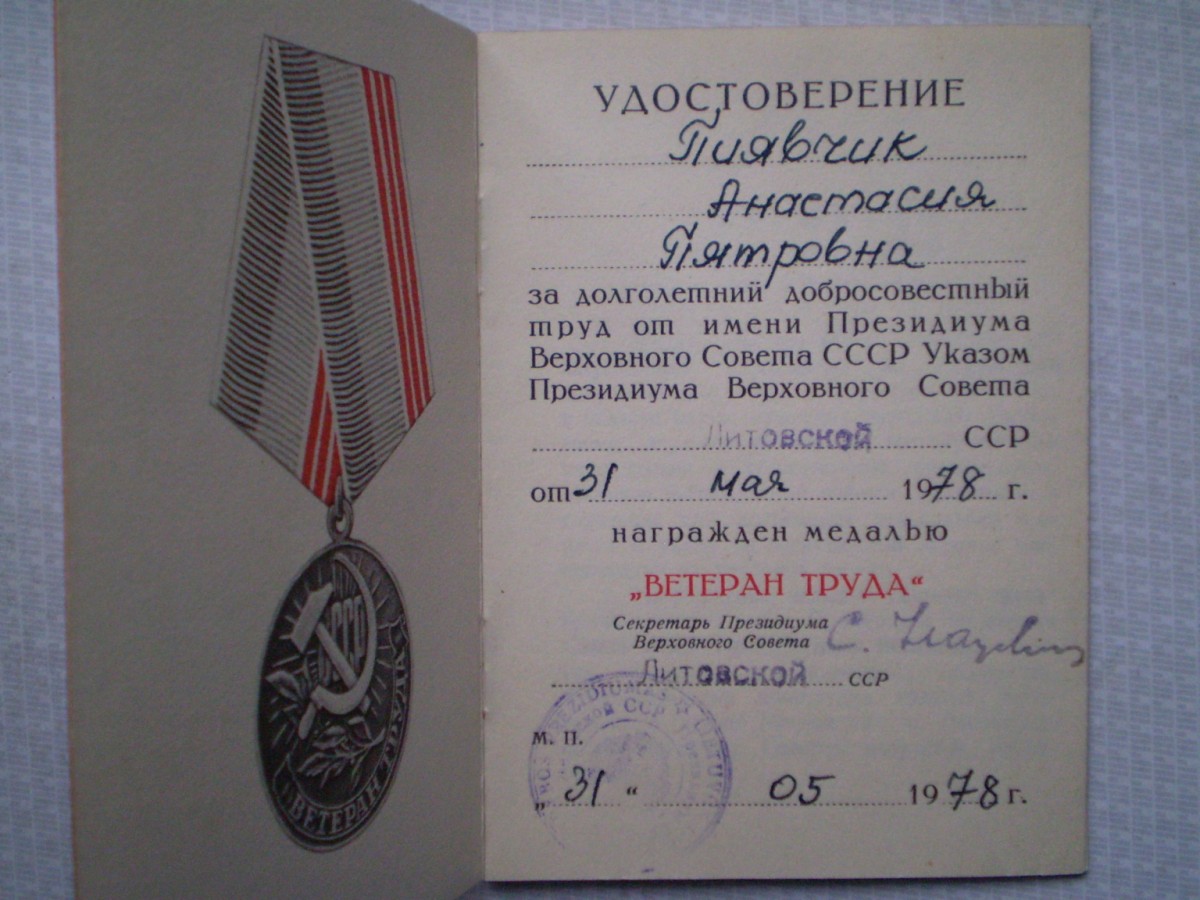 СССР
ВЕТЕРАН ТРУДА
УДОСТОВЕРЕНИЕ
Пиявчик
Анастасия
Пятровна
за долголетний добросовестный
труд от имени Президиума
Верховного Совета СССР Указом
Президиума Верховного Совета
Литовской ССР
от 31 мая 1978 г.
награжден медалью
„ВЕТЕРАН ТРУДА“
Секретарь Президиума
Верховного Совета
Литовской ССР
ССР
М. П.
„ 31 “ 05 1978 г.